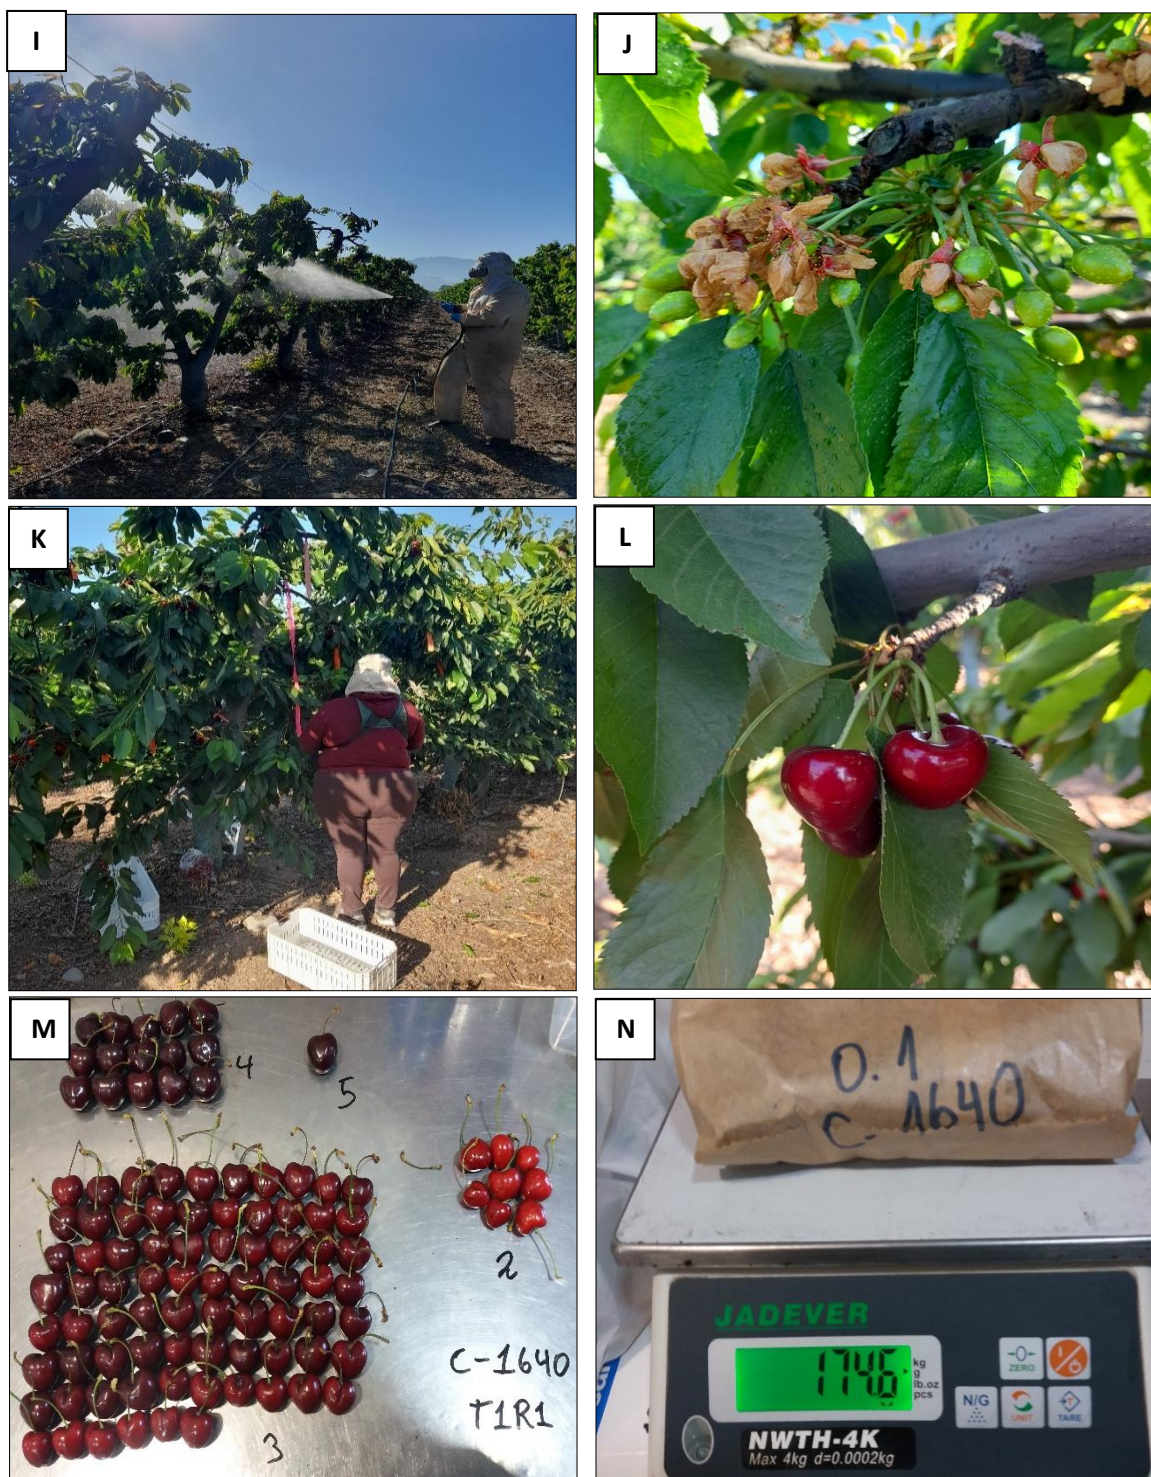 I
J
K
L
M
4
5
2
C-1640
T1R1
3
N
0.1
C-1640
JADEVER
174.6
kg
g
lb.oz
pcs
ZERO
N/G
UNIT
TARE
NWTH-4K
Max 4kg d=0.0002kg